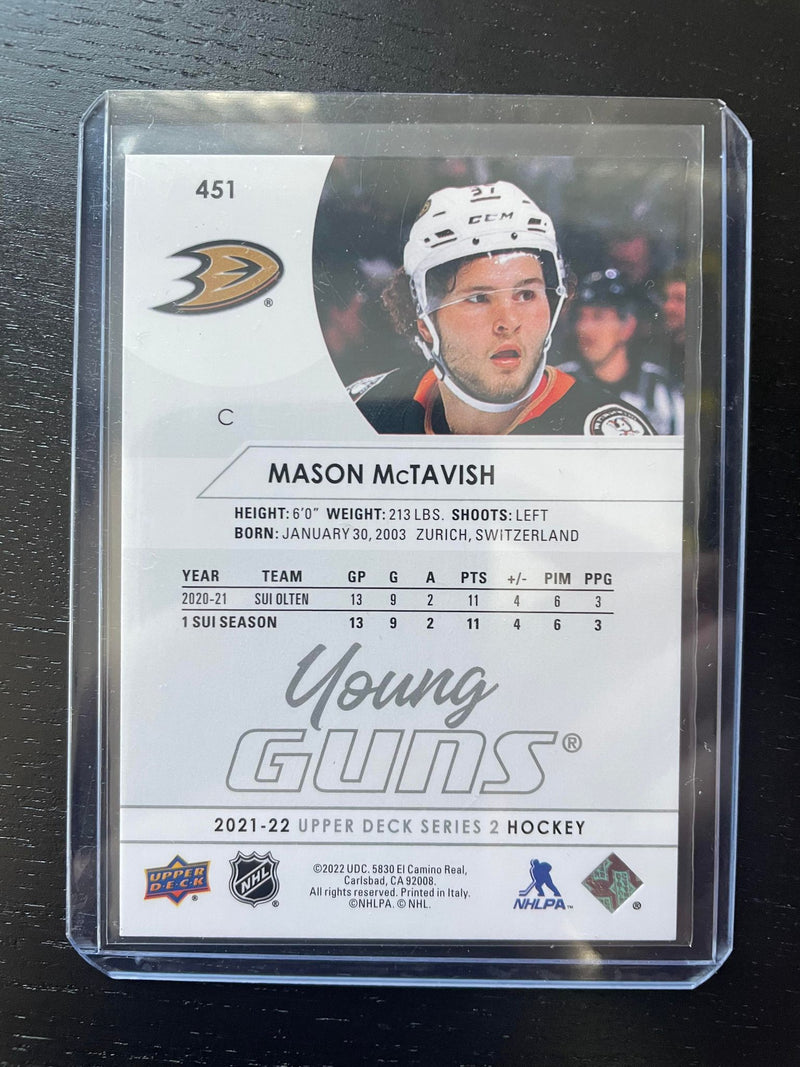 451
37
CCM
®
C
MASON McTAVISH
HEIGHT: 6'0" WEIGHT: 213 LBS. SHOOTS: LEFT
BORN: JANUARY 30, 2003 ZURICH, SWITZERLAND
YEAR TEAM GP G A PTS +/- PIM PPG
2020-21 SUI OLTEN 13 9 2 11 4 6 3
1 SUI SEASON 13 9 2 11 4 6 3
Young
GUNS®
2021-22 UPPER DECK SERIES 2 HOCKEY
UPPER
D·E·C·K ®
NHL ®
©2022 UDC. 5830 El Camino Real,
Carlsbad, CA 92008.
All rights reserved. Printed in Italy.
©NHLPA. © NHL.
NHLPA™
®